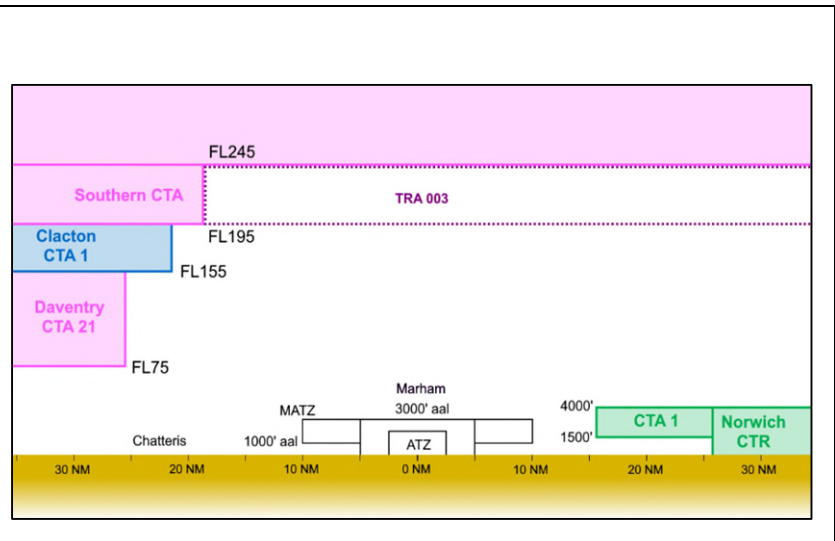 FL245
Southern CTA
TRA 003
Clacton
CTA 1
FL195
FL155
Daventry
CTA 21
FL75
Marham
MATZ
3000' aal
4000'
CTA 1
Norwich
CTR
Chatteris
1000' aal
ATZ
1500'
30 NM
20 NM
10 NM
0 NM
10 NM
20 NM
30 NM